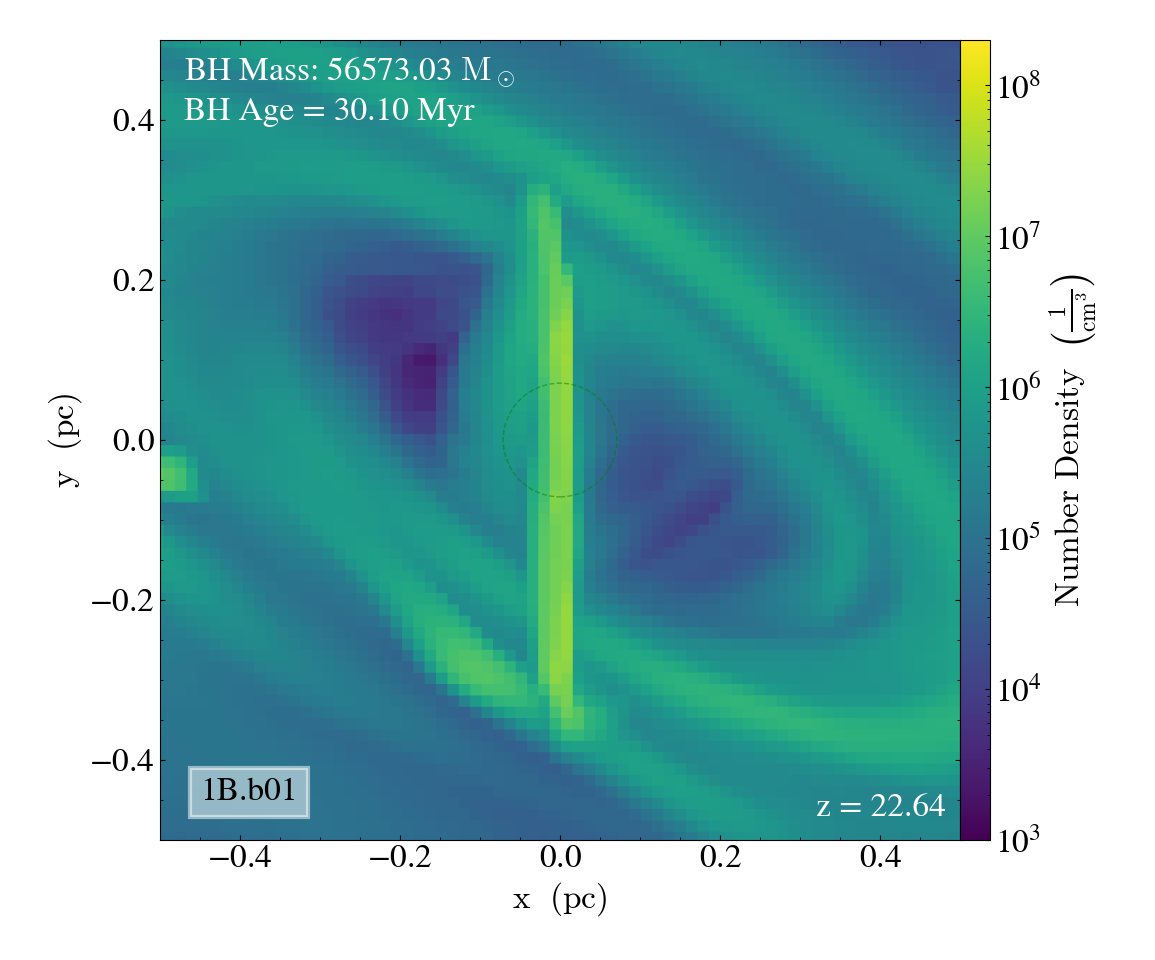 BH Mass: 56573.03 M☉
BH Age = 30.10 Myr
0.4
0.2
0.0
−0.2
−0.4
y (pc)
1B.b01
z = 22.64
−0.4 −0.2 0.0 0.2 0.4
x (pc)
10⁸
10⁷
10⁶
10⁵
10⁴
10³
Number Density (1/cm³)